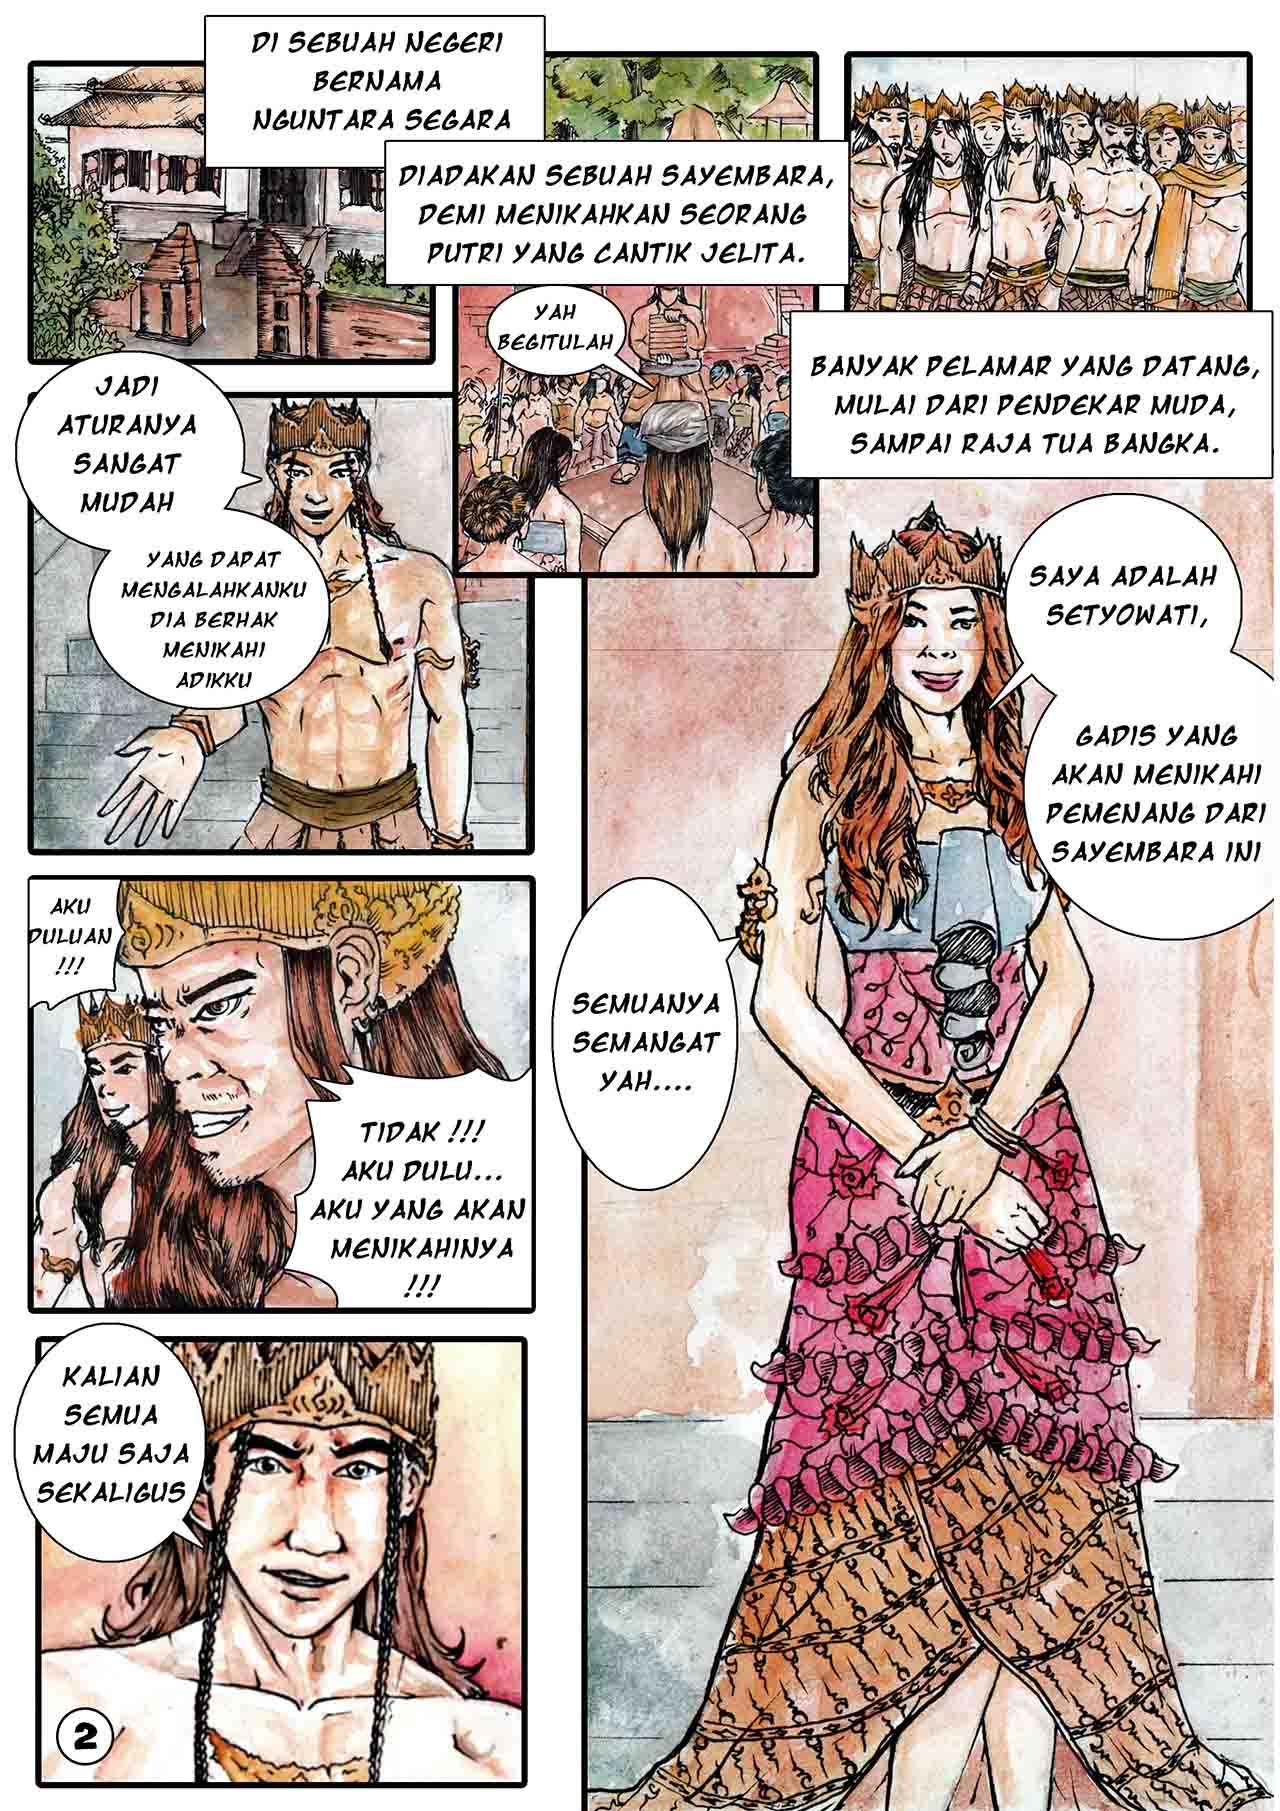 DI SEBUAH NEGERI
BERNAMA
NGUNTARA SEGARA
DIADAKAN SEBUAH SAYEMBARA,
DEMI MENIKAHKAN SEORANG
PUTRI YANG CANTIK JELITA.
YAH
BEGITULAH
BANYAK PELAMAR YANG DATANG,
MULAI DARI PENDEKAR MUDA,
SAMPAI RAJA TUA BANGKA.
JADI
ATURANYA
SANGAT
MUDAH
YANG DAPAT
MENGALAHKANKU
DIA BERHAK
MENIKAHI
ADIKKU
SAYA ADALAH
SETYOWATI,
GADIS YANG
AKAN MENIKAHI
PEMENANG DARI
SAYEMBARA INI
SEMUANYA
SEMANGAT
YAH....
AKU
DULUAN
!!!
TIDAK !!!
AKU DULU...
AKU YANG AKAN
MENIKAHINYA
!!!
KALIAN
SEMUA
MAJU SAJA
SEKALIGUS
2